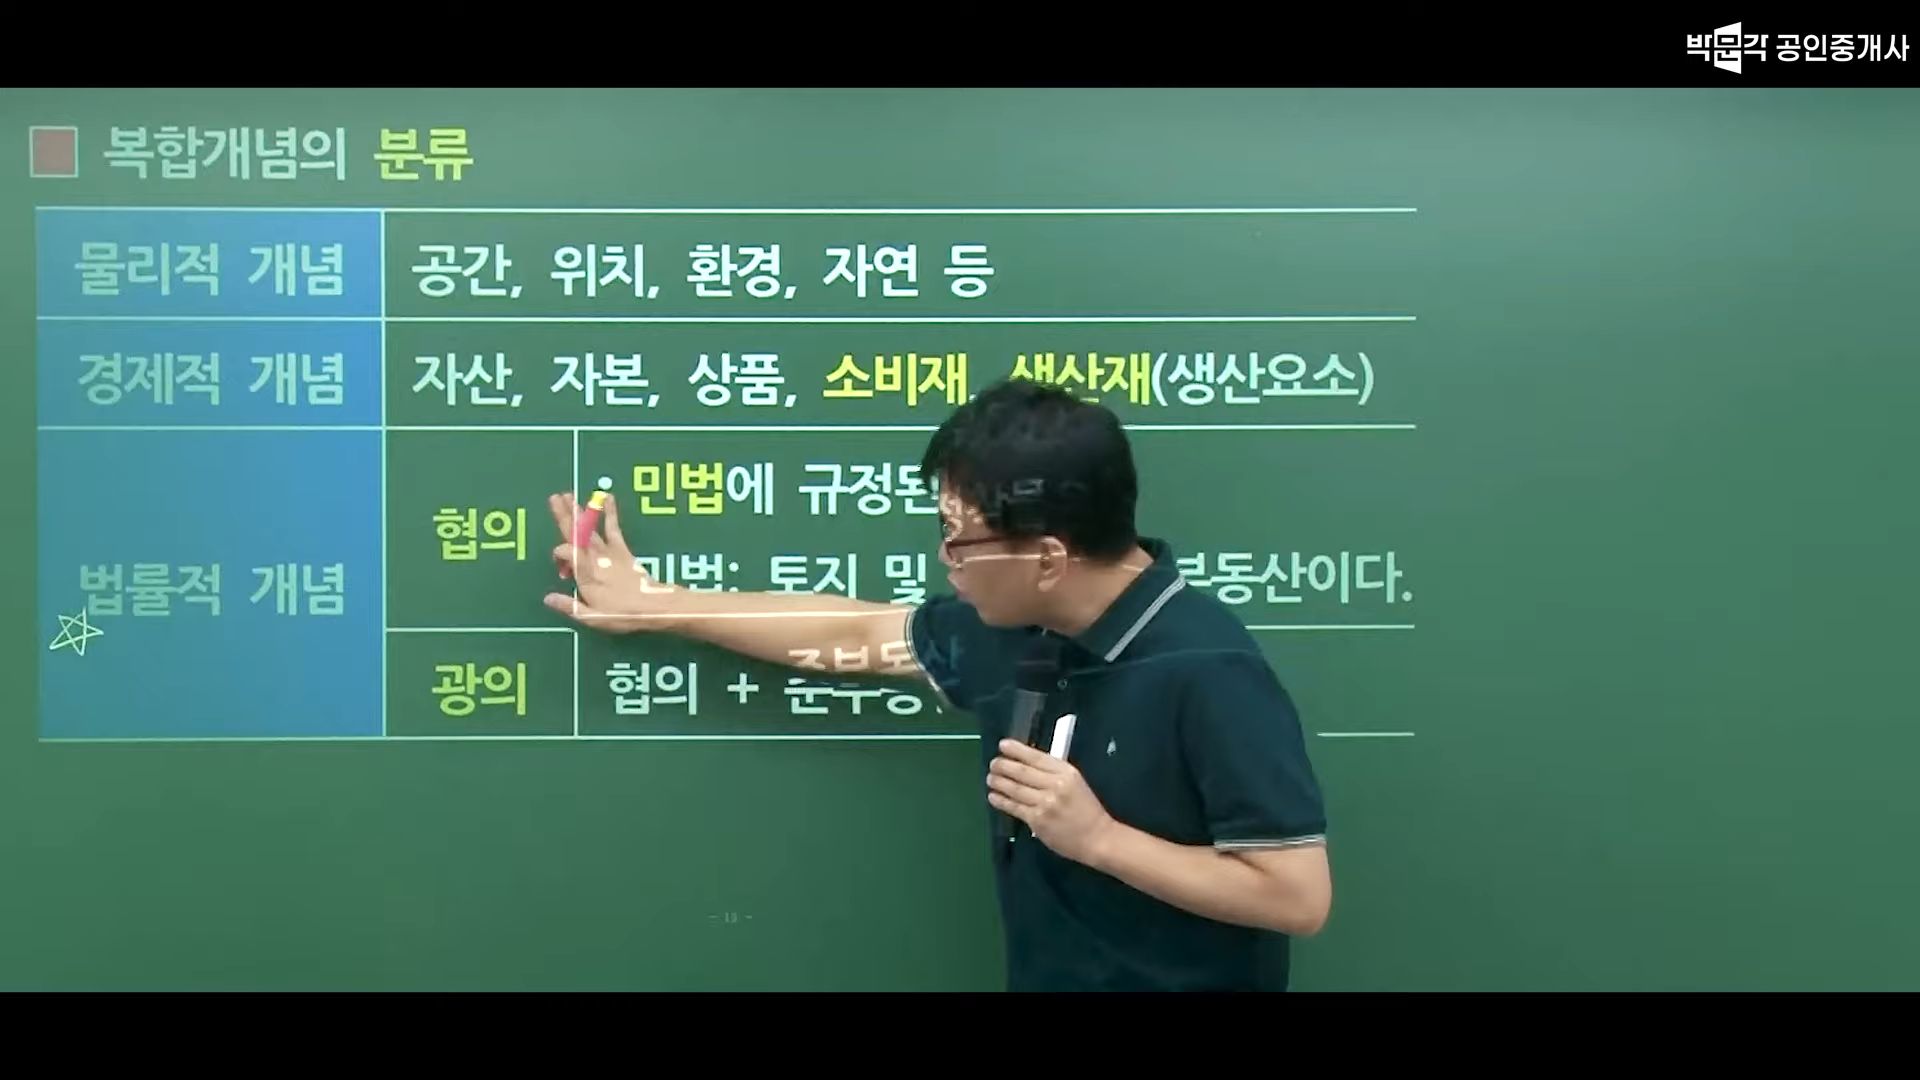 박문각 공인중개사
복합개념의 분류
물리적 개념 공간, 위치, 환경, 자연 등
경제적 개념 자산, 자본, 상품, 소비재, 생산재(생산요소)
법률적 개념
협의
• 민법에 규정된
• 민법: 토지 및 부동산이다.
광의 협의 + 준부동